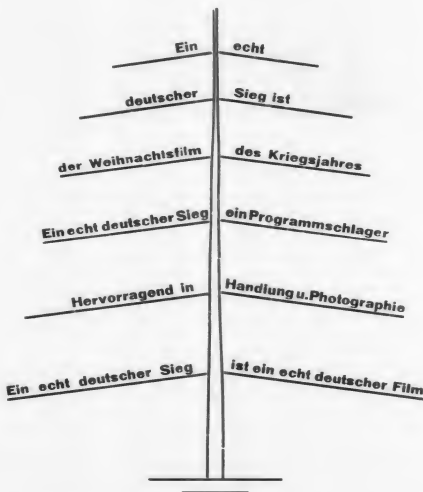 Ein echt
deutscher Sieg ist
der Weihnachtsfilm des Kriegsjahres
Ein echt deutscher Sieg ein Programmschlager
Hervorragend in Handlung u. Photographie
Ein echt deutscher Sieg ist ein echt deutscher Film